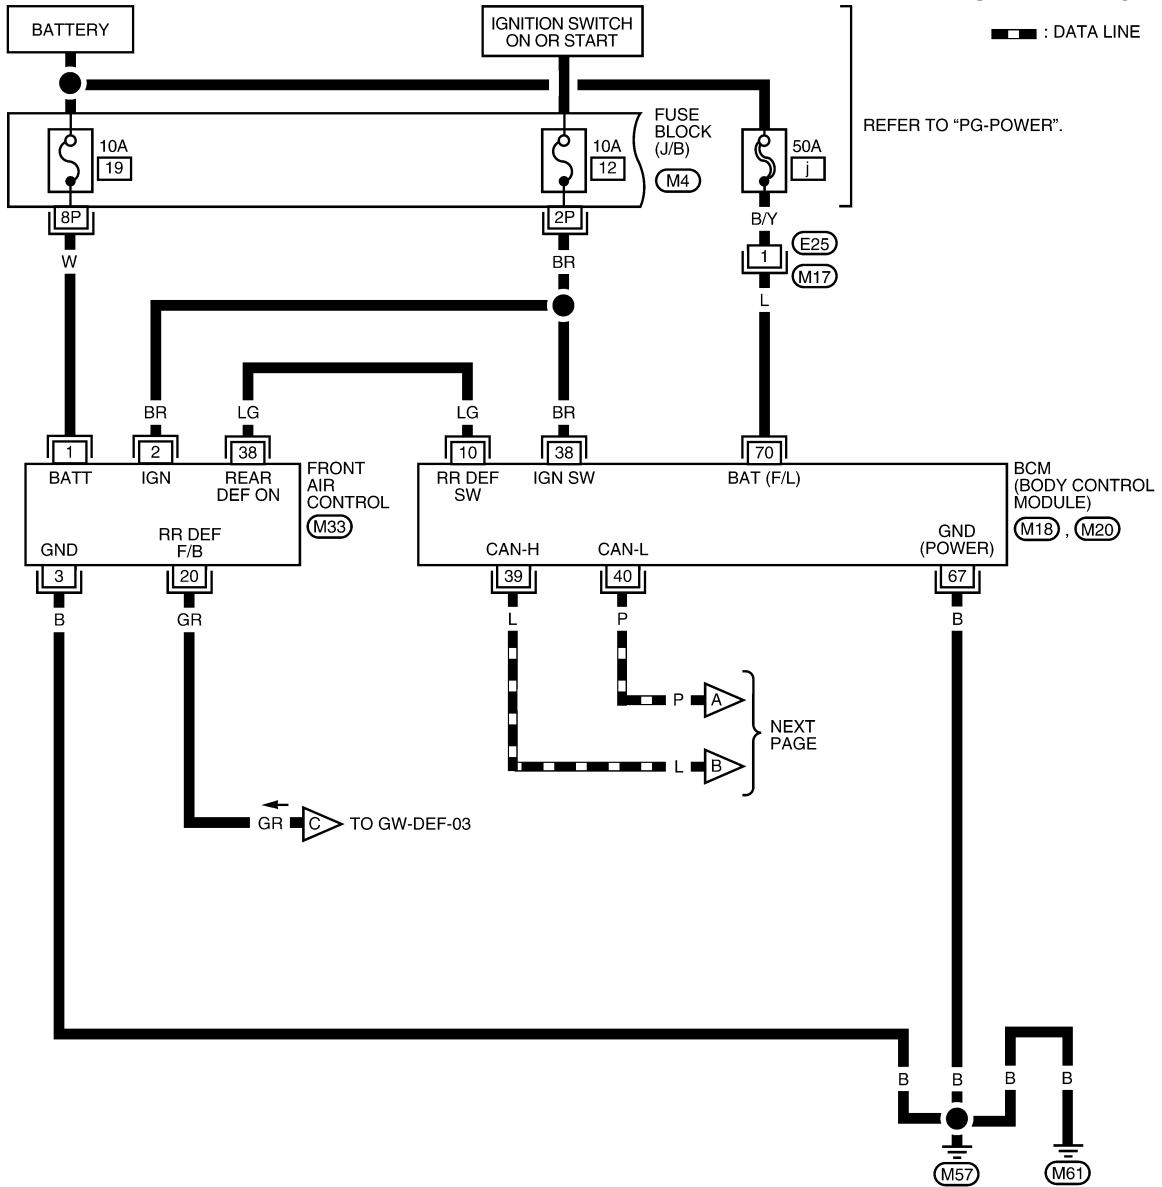 BATTERY
IGNITION SWITCH
ON OR START
: DATA LINE
REFER TO “PG-POWER”.
FUSE
BLOCK
(J/B)
M4
10A
19
10A
12
50A
j
8P
2P
B/Y
1
E25
M17
W
BR
L
BR
LG
LG
BR
1
2
38
10
38
70
BATT
IGN
REAR
DEF ON
FRONT
AIR
CONTROL
M33
RR DEF
SW
IGN SW
BAT (F/L)
BCM
(BODY CONTROL
MODULE)
M18 , M20
GND
RR DEF
F/B
CAN-H
CAN-L
GND
(POWER)
3
20
39
40
67
B
GR
L
P
B
P
A
L
B
NEXT
PAGE
GR
C
TO GW-DEF-03
B
B
B
B
M57
M61